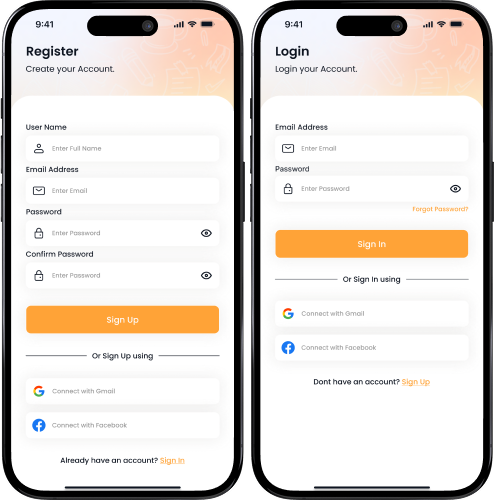 9:41
Register
Create your Account.
User Name
Enter Full Name
Email Address
Enter Email
Password
Enter Password
Confirm Password
Enter Password
Sign Up
Or Sign Up using
Connect with Gmail
Connect with Facebook
Already have an account? Sign In
9:41
Login
Login your Account.
Email Address
Enter Email
Password
Enter Password
Forgot Password?
Sign In
Or Sign In using
Connect with Gmail
Connect with Facebook
Dont have an account? Sign Up